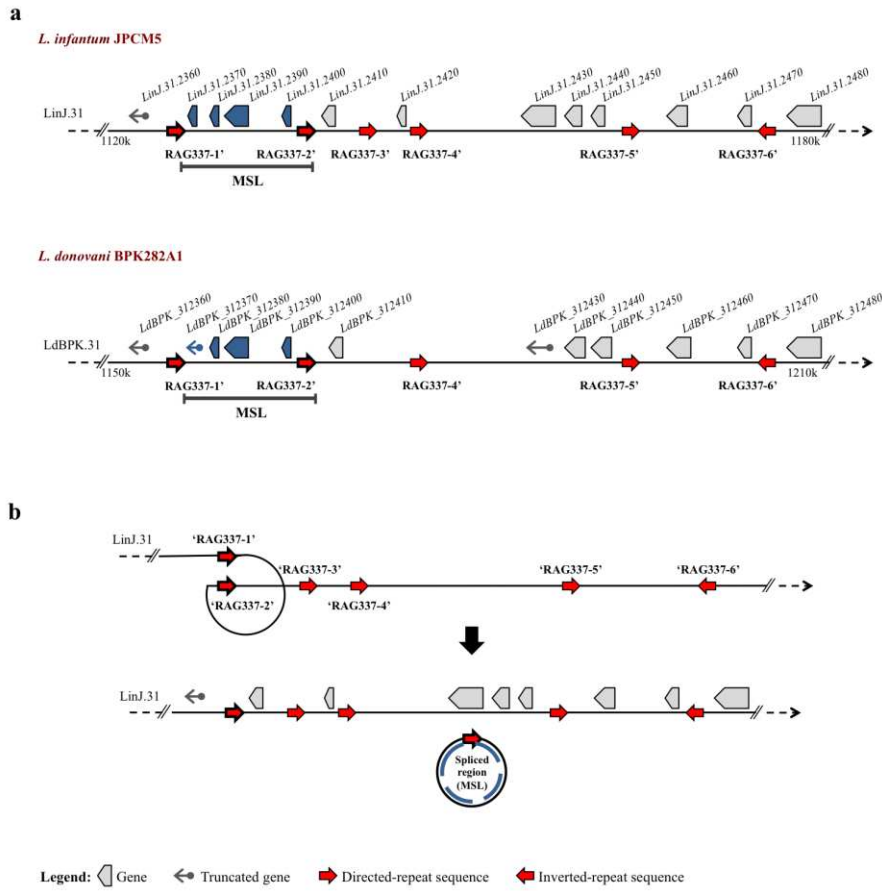 a
L. infantum JPCM5
LinJ.31.2360
LinJ.31.2370
LinJ.31.2380
LinJ.31.2390
LinJ.31.2400
LinJ.31.2410
LinJ.31.2420
LinJ.31.2430
LinJ.31.2440
LinJ.31.2450
LinJ.31.2460
LinJ.31.2470
LinJ.31.2480
LinJ.31
1120k
1180k
RAG337-1’ RAG337-2’ RAG337-3’ RAG337-4’ RAG337-5’ RAG337-6’
MSL
L. donovani BPK282A1
LdBPK_312360
LdBPK_312370
LdBPK_312380
LdBPK_312390
LdBPK_312400
LdBPK_312410
LdBPK_312430
LdBPK_312440
LdBPK_312450
LdBPK_312460
LdBPK_312470
LdBPK_312480
LdBPK.31
1150k
1210k
RAG337-1’ RAG337-2’ RAG337-4’ RAG337-5’ RAG337-6’
MSL
b
LinJ.31
‘RAG337-1’
‘RAG337-3’ ‘RAG337-5’ ‘RAG337-6’
‘RAG337-2’ ‘RAG337-4’
LinJ.31
Spliced
region
(MSL)
Legend: Gene Truncated gene Directed-repeat sequence Inverted-repeat sequence